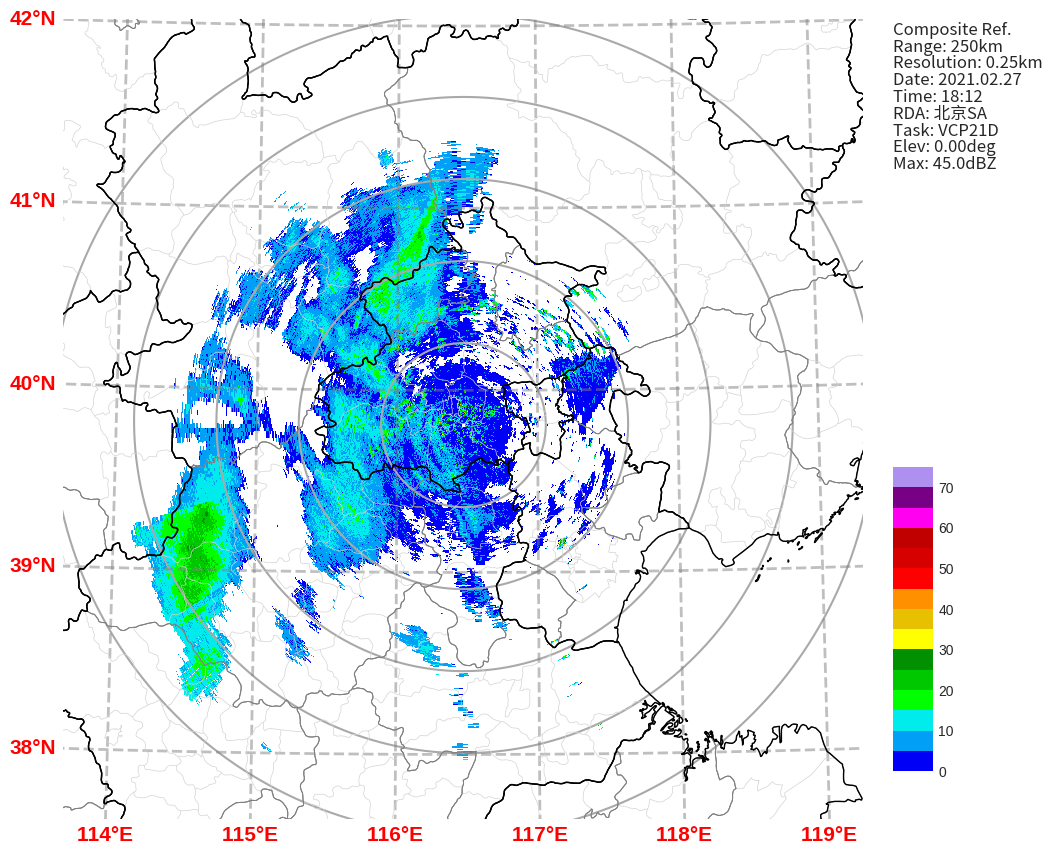 42°N
41°N
40°N
39°N
38°N
114°E 115°E 116°E 117°E 118°E 119°E
Composite Ref.
Range: 250km
Resolution: 0.25km
Date: 2021.02.27
Time: 18:12
RDA: 北京SA
Task: VCP21D
Elev: 0.00deg
Max: 45.0dBZ
70
60
50
40
30
20
10
0